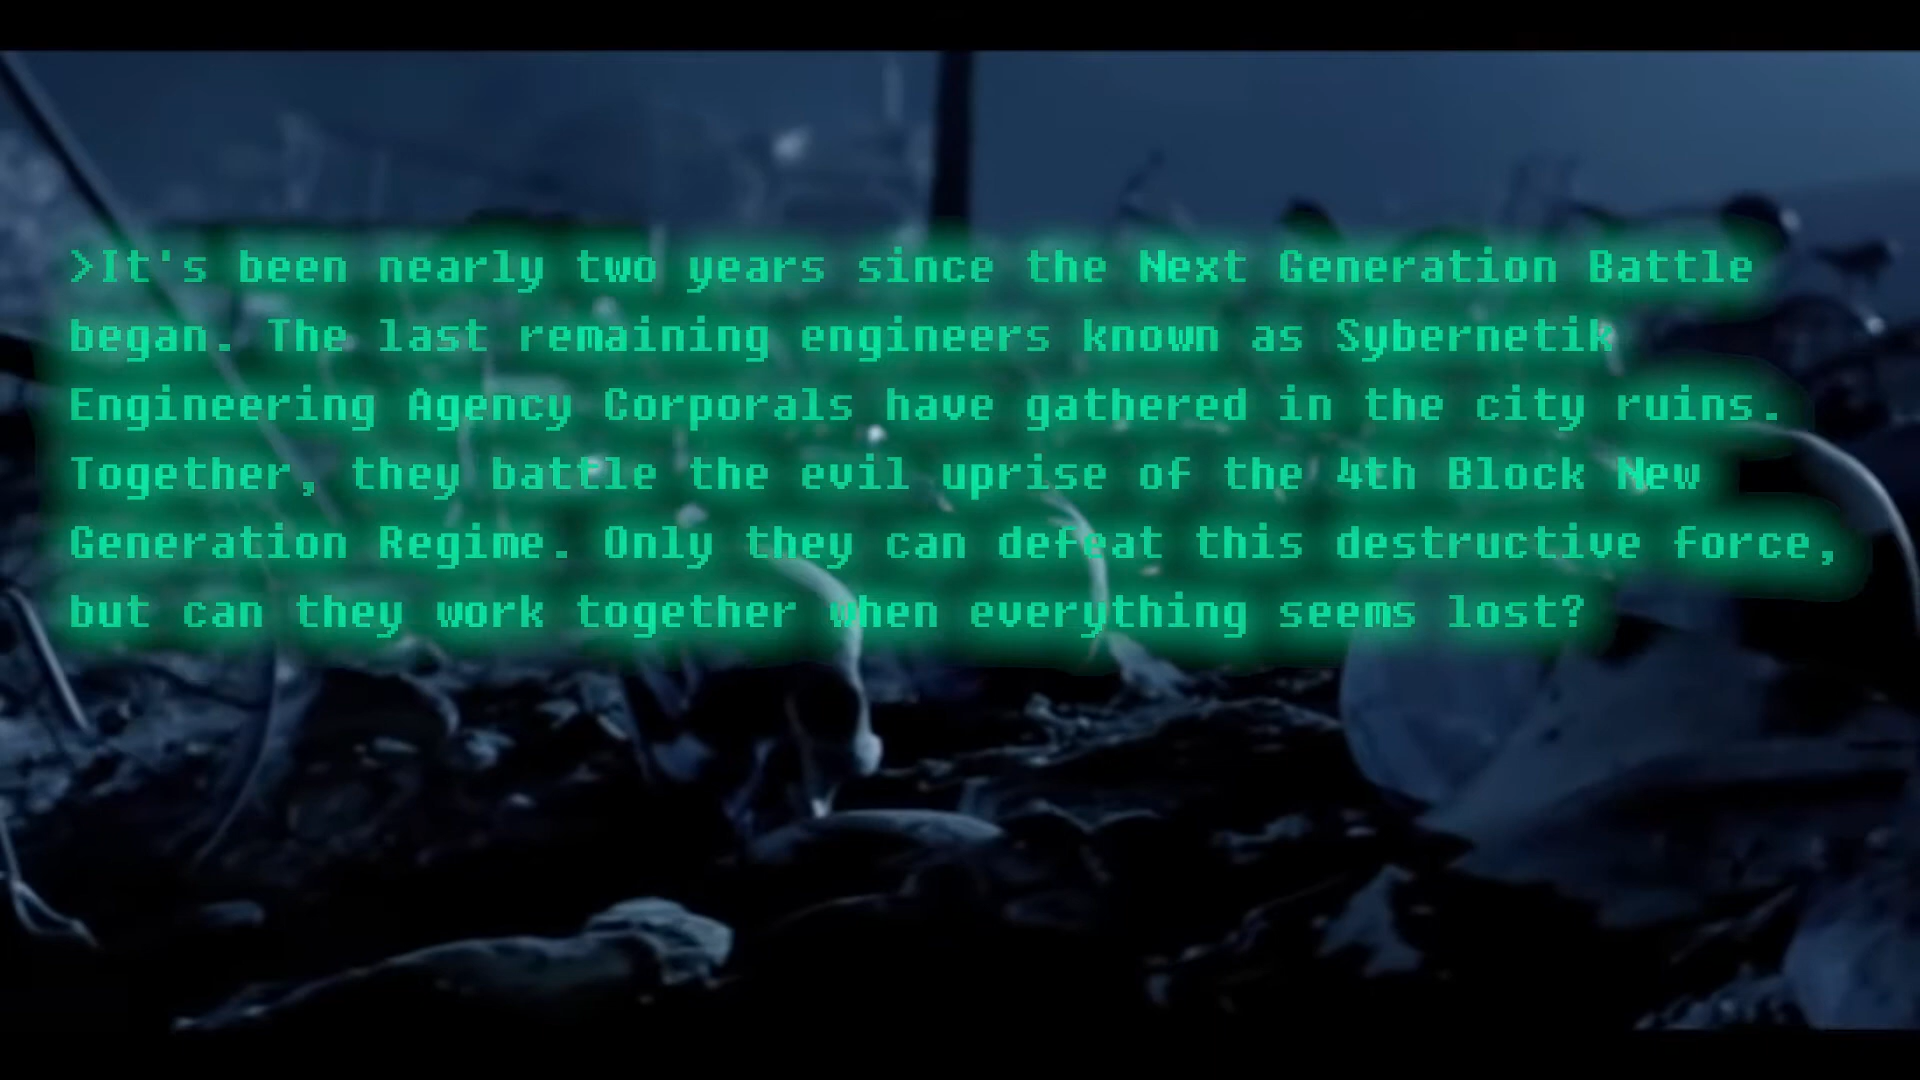 >It's been nearly two years since the Next Generation Battle
began. The last remaining engineers known as Sybernetik
Engineering Agency Corporals have gathered in the city ruins.
Together, they battle the evil uprise of the 4th Block New
Generation Regime. Only they can defeat this destructive force,
but can they work together when everything seems lost?